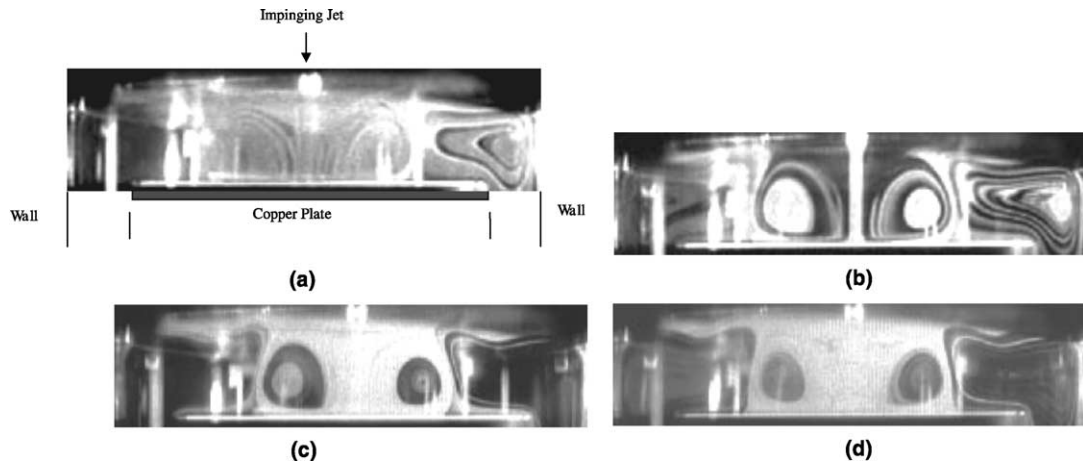 Impinging Jet
Wall
Copper Plate
Wall
(a)
(b)
(c)
(d)